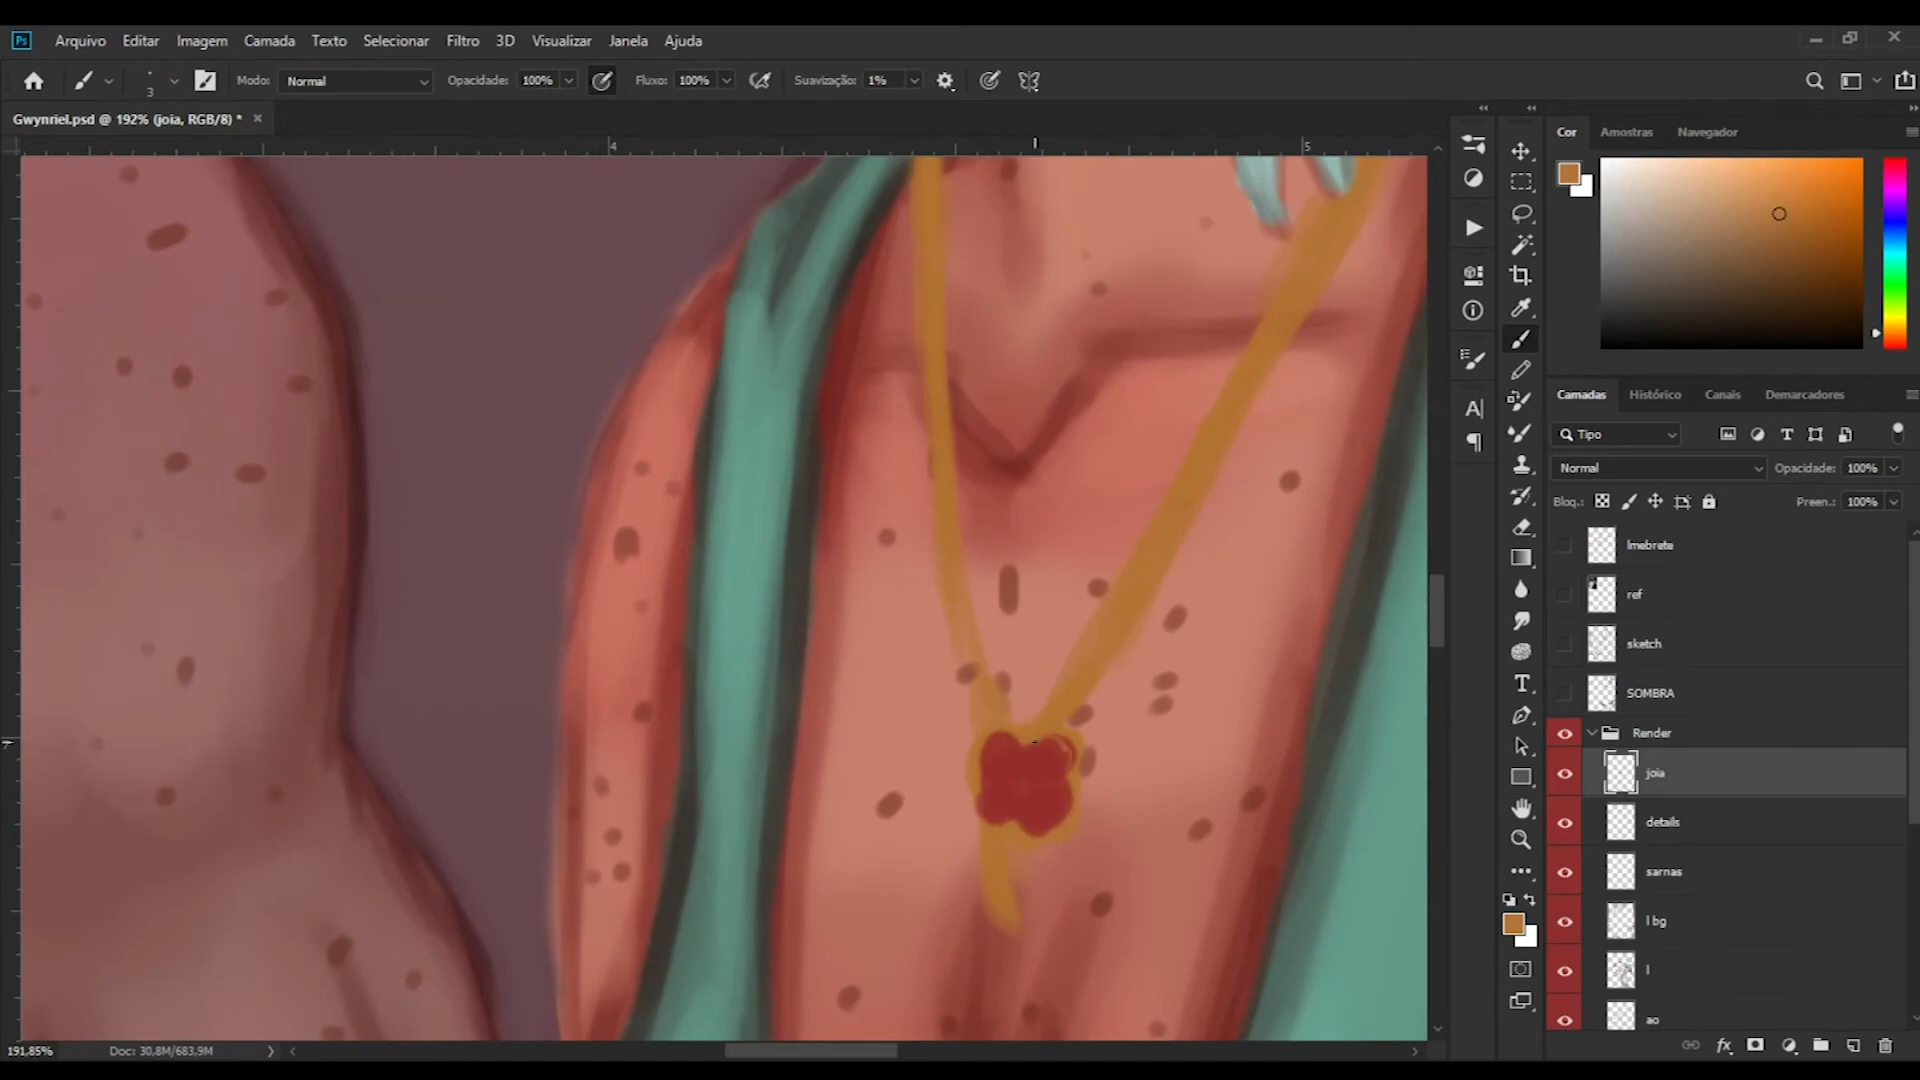 Ps Arquivo Editar Imagem Camada Texto Selecionar Filtro 3D Visualizar Janela Ajuda
3 Modo: Normal Opacidade: 100% Fluxo: 100% Suavização: 1%
Gwynriel.psd @ 192% (joia, RGB/8) *
4 5
7
Cor Amostras Navegador
Camadas Histórico Canais Demarcadores
Tipo
Normal Opacidade: 100%
Bloq.: Preen.: 100%
lmebrete
ref
sketch
SOMBRA
Render
joia
details
sarnas
l bg
l
ao
191,85% Doc: 30,8M/683,9M